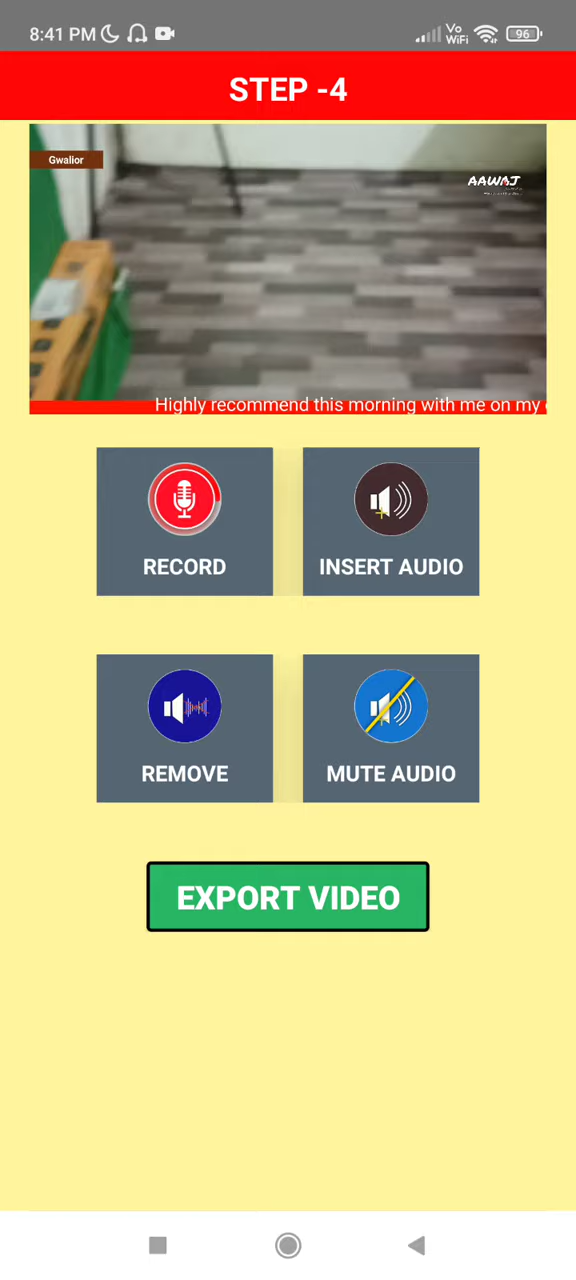 8:41 PM
Vo
WiFi
96
STEP -4
Gwalior
AAWAJ
Highly recommend this morning with me on my
RECORD
INSERT AUDIO
REMOVE
MUTE AUDIO
EXPORT VIDEO